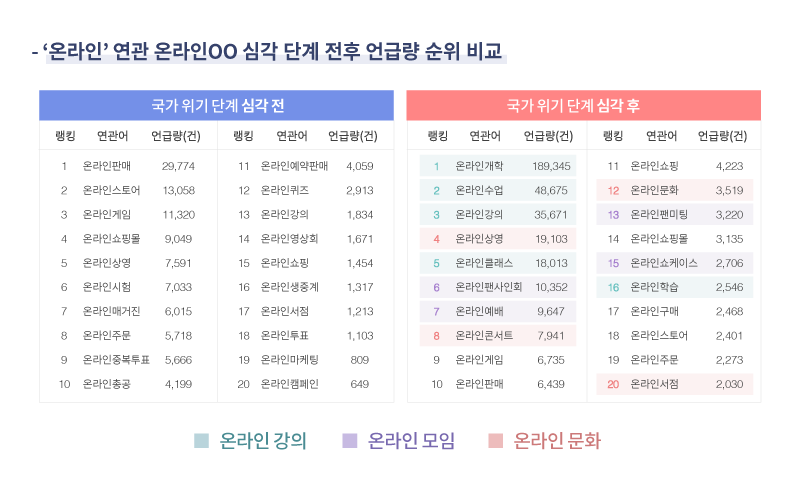 - ‘온라인’ 연관 온라인OO 심각 단계 전후 언급량 순위 비교
국가 위기 단계 심각 전
랭킹 연관어 언급량(건) 랭킹 연관어 언급량(건)
1 온라인판매 29,774 11 온라인예약판매 4,059
2 온라인스토어 13,058 12 온라인퀴즈 2,913
3 온라인게임 11,320 13 온라인강의 1,834
4 온라인쇼핑몰 9,049 14 온라인영상회 1,671
5 온라인상영 7,591 15 온라인쇼핑 1,454
6 온라인시험 7,033 16 온라인생중계 1,317
7 온라인매거진 6,015 17 온라인서점 1,213
8 온라인주문 5,718 18 온라인투표 1,103
9 온라인중복투표 5,666 19 온라인마케팅 809
10 온라인총공 4,199 20 온라인캠페인 649
국가 위기 단계 심각 후
랭킹 연관어 언급량(건) 랭킹 연관어 언급량(건)
1 온라인개학 189,345 11 온라인쇼핑 4,223
2 온라인수업 48,675 12 온라인문화 3,519
3 온라인강의 35,671 13 온라인팬미팅 3,220
4 온라인상영 19,103 14 온라인쇼핑몰 3,135
5 온라인클래스 18,013 15 온라인쇼케이스 2,706
6 온라인팬사인회 10,352 16 온라인학습 2,546
7 온라인예배 9,647 17 온라인구매 2,468
8 온라인콘서트 7,941 18 온라인스토어 2,401
9 온라인게임 6,735 19 온라인주문 2,273
10 온라인판매 6,439 20 온라인서점 2,030
온라인 강의 온라인 모임 온라인 문화